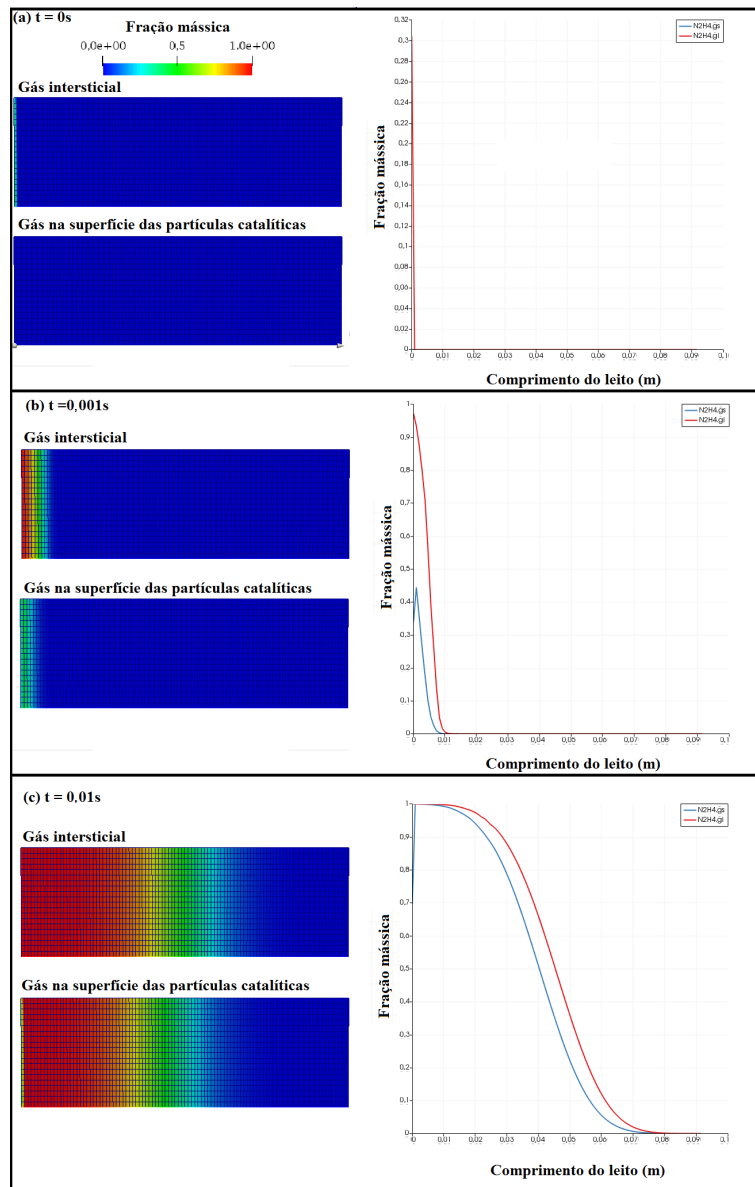 (a) t = 0s
Fração mássica
0,0e+00 0,5 1.0e+00
Gás intersticial
Gás na superfície das partículas catalíticas
N2H4.gs
N2H4.gl
0,32
0,3
0,28
0,26
0,24
0,22
0,2
0,18
0,16
0,14
0,12
0,1
0,08
0,06
0,04
0,02
0
Fração mássica
0 0,01 0,02 0,03 0,04 0,05 0,06 0,07 0,08 0,09
Comprimento do leito (m)
(b) t =0,001s
Gás intersticial
Gás na superfície das partículas catalíticas
N2H4.gs
N2H4.gl
1
0,9
0,8
0,7
0,6
0,5
0,4
0,3
0,2
0,1
0
Fração mássica
0 0,01 0,02 0,03 0,04 0,05 0,06 0,07 0,08 0,09 0,1
Comprimento do leito (m)
(c) t = 0,01s
Gás intersticial
Gás na superfície das partículas catalíticas
N2H4.gs
N2H4.gl
1
0,9
0,8
0,7
0,6
0,5
0,4
0,3
0,2
0,1
0
Fração mássica
0 0,01 0,02 0,03 0,04 0,05 0,06 0,07 0,08 0,09 0,1
Comprimento do leito (m)